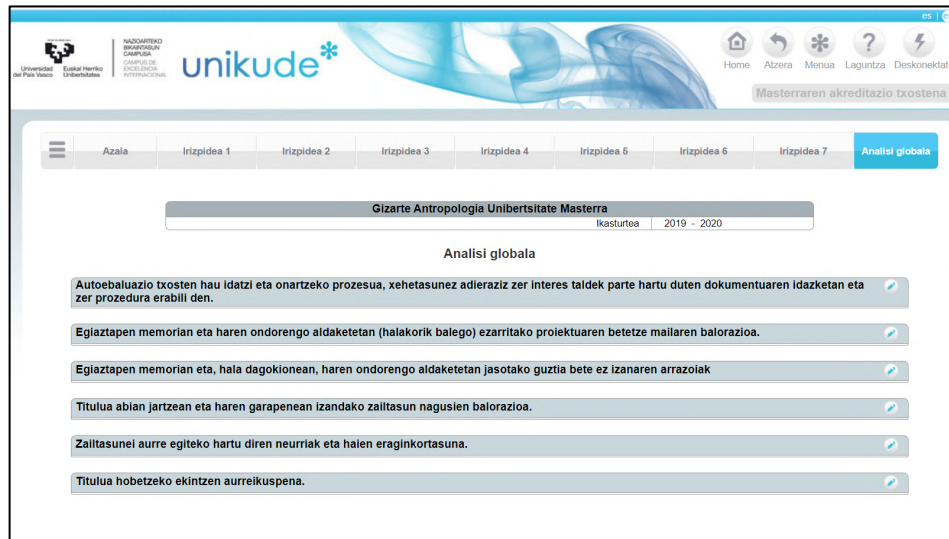 es
Universidad del País Vasco
Euskal Herriko Unibertsitatea
NAZIOARTEKO
BIKAINTASUN
CAMPUSA
CAMPUS DE
EXCELENCIA
INTERNACIONAL
unikude*
Home Atzera Menua Laguntza Deskonektat
Masterraren akreditazio txostena
Azala Irizpidea 1 Irizpidea 2 Irizpidea 3 Irizpidea 4 Irizpidea 5 Irizpidea 6 Irizpidea 7 Analisi globala
Gizarte Antropologia Unibertsitate Masterra
Ikasturtea 2019 - 2020
Analisi globala
Autoebaluazio txosten hau idatzi eta onartzeko prozesua, xehetasunez adieraziz zer interes taldek parte hartu duten dokumentuaren idazketan eta
zer prozedura erabili den.
Egiaztapen memorian eta haren ondorengo aldaketetan (halakorik balego) ezarritako proiektuaren betetze mailaren balorazioa.
Egiaztapen memorian eta, hala dagokionean, haren ondorengo aldaketetan jasotako guztia bete ez izanaren arrazoiak
Titulua abian jartzean eta haren garapenean izandako zailtasun nagusien balorazioa.
Zailtasunei aurre egiteko hartu diren neurriak eta haien eraginkortasuna.
Titulua hobetzeko ekintzen aurreikuspena.